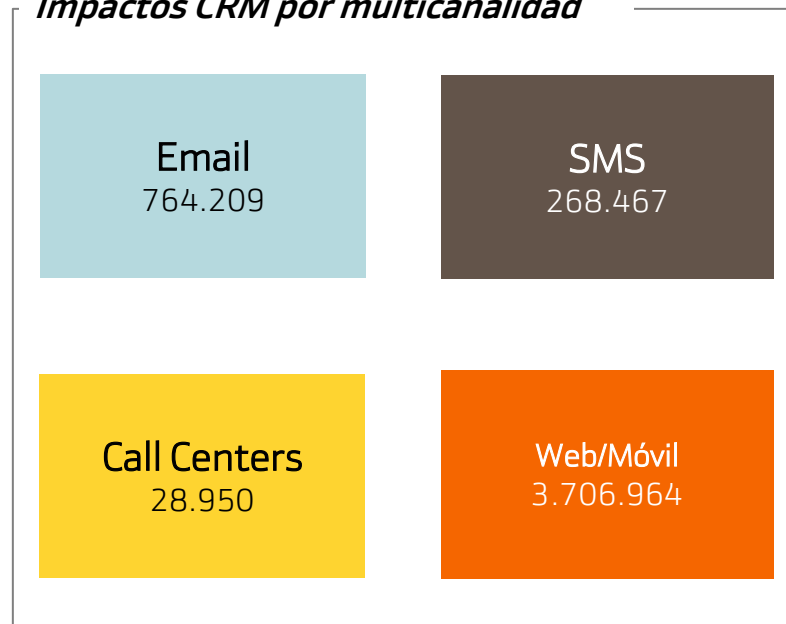 Impactos CRM por multicanalidad
Email
764.209
SMS
268.467
Call Centers
28.950
Web/Móvil
3.706.964